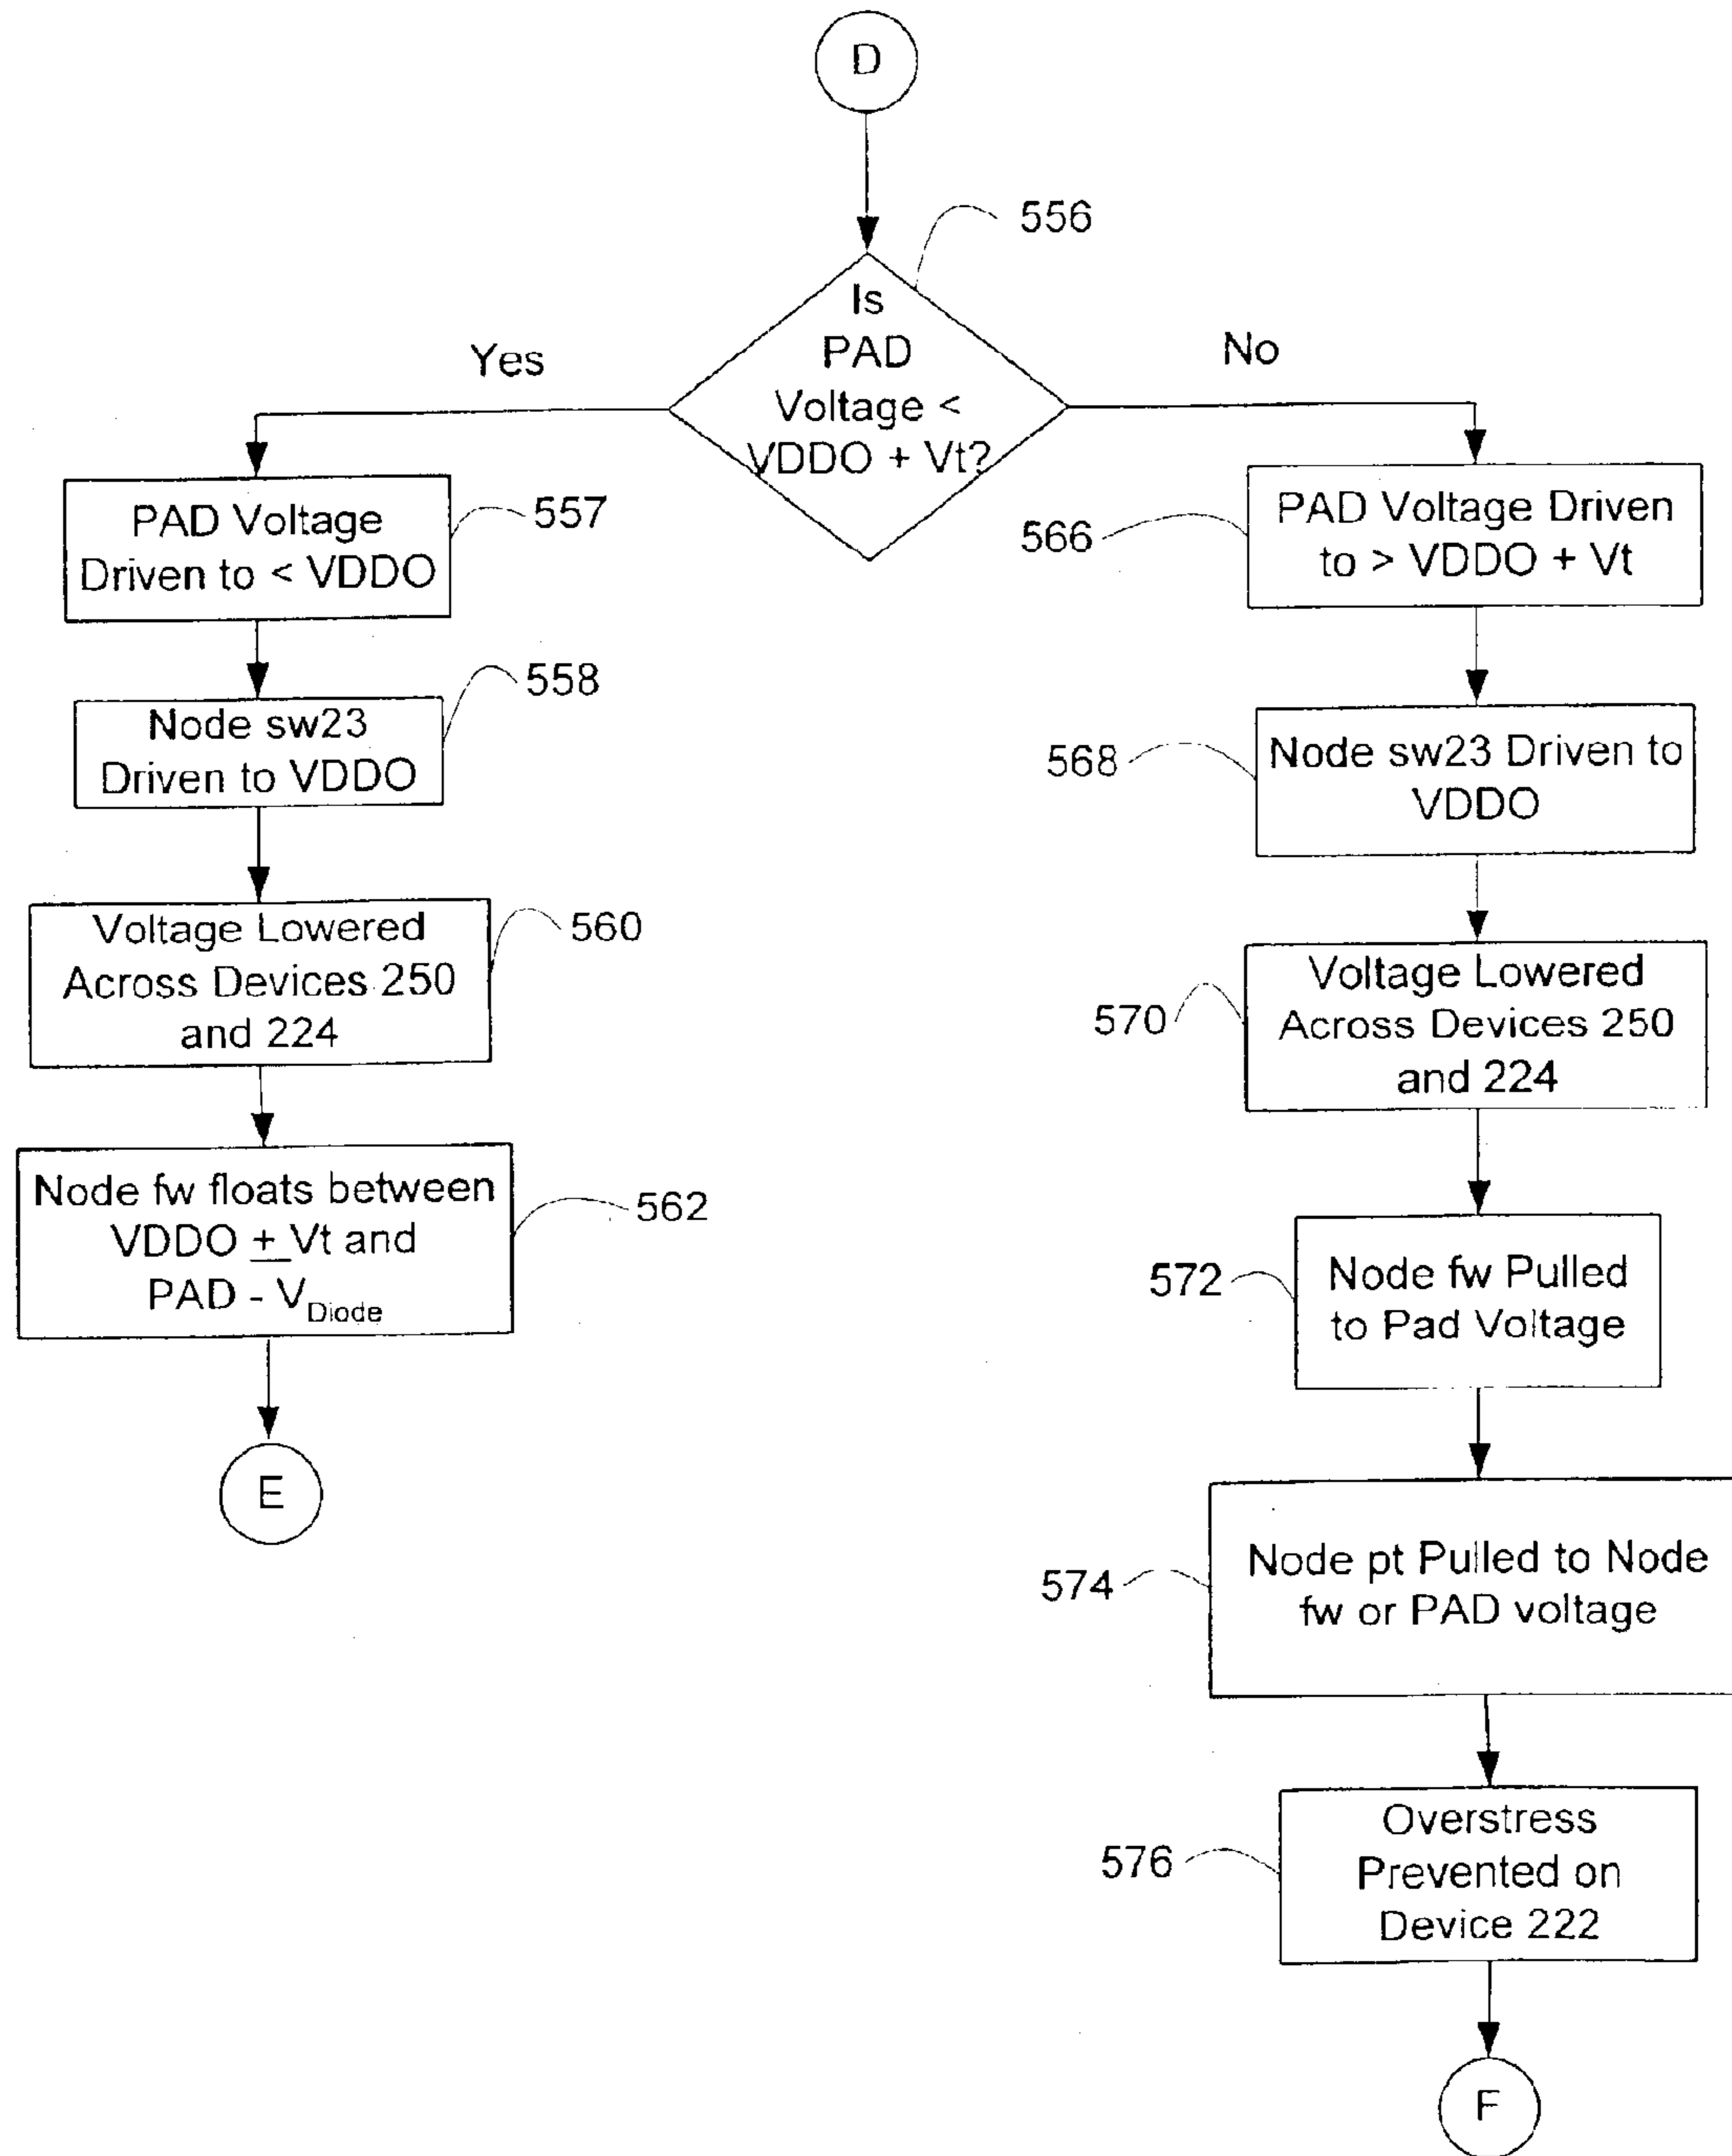 D
556
Is
PAD
Voltage <
VDDO + Vt?
Yes
No
PAD Voltage
Driven to < VDDO
557
Node sw23
Driven to VDDO
558
Voltage Lowered
Across Devices 250
and 224
560
Node fw floats between
VDDO ± Vt and
PAD - VDiode
562
E
566
PAD Voltage Driven
to > VDDO + Vt
568
Node sw23 Driven to
VDDO
570
Voltage Lowered
Across Devices 250
and 224
572
Node fw Pulled
to Pad Voltage
574
Node pt Pulled to Node
fw or PAD voltage
576
Overstress
Prevented on
Device 222
F